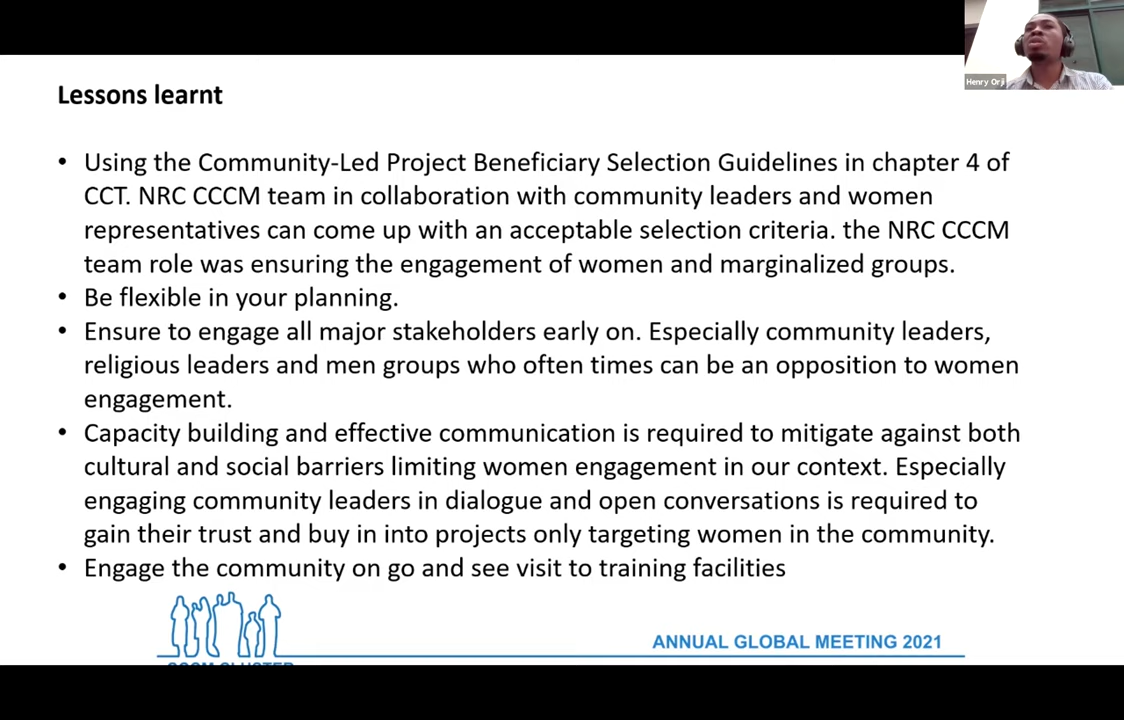 Henry Orji
Lessons learnt
• Using the Community-Led Project Beneficiary Selection Guidelines in chapter 4 of
CCT. NRC CCCM team in collaboration with community leaders and women
representatives can come up with an acceptable selection criteria. the NRC CCCM
team role was ensuring the engagement of women and marginalized groups.
• Be flexible in your planning.
• Ensure to engage all major stakeholders early on. Especially community leaders,
religious leaders and men groups who often times can be an opposition to women
engagement.
• Capacity building and effective communication is required to mitigate against both
cultural and social barriers limiting women engagement in our context. Especially
engaging community leaders in dialogue and open conversations is required to
gain their trust and buy in into projects only targeting women in the community.
• Engage the community on go and see visit to training facilities
ANNUAL GLOBAL MEETING 2021
CCCM CLUSTER